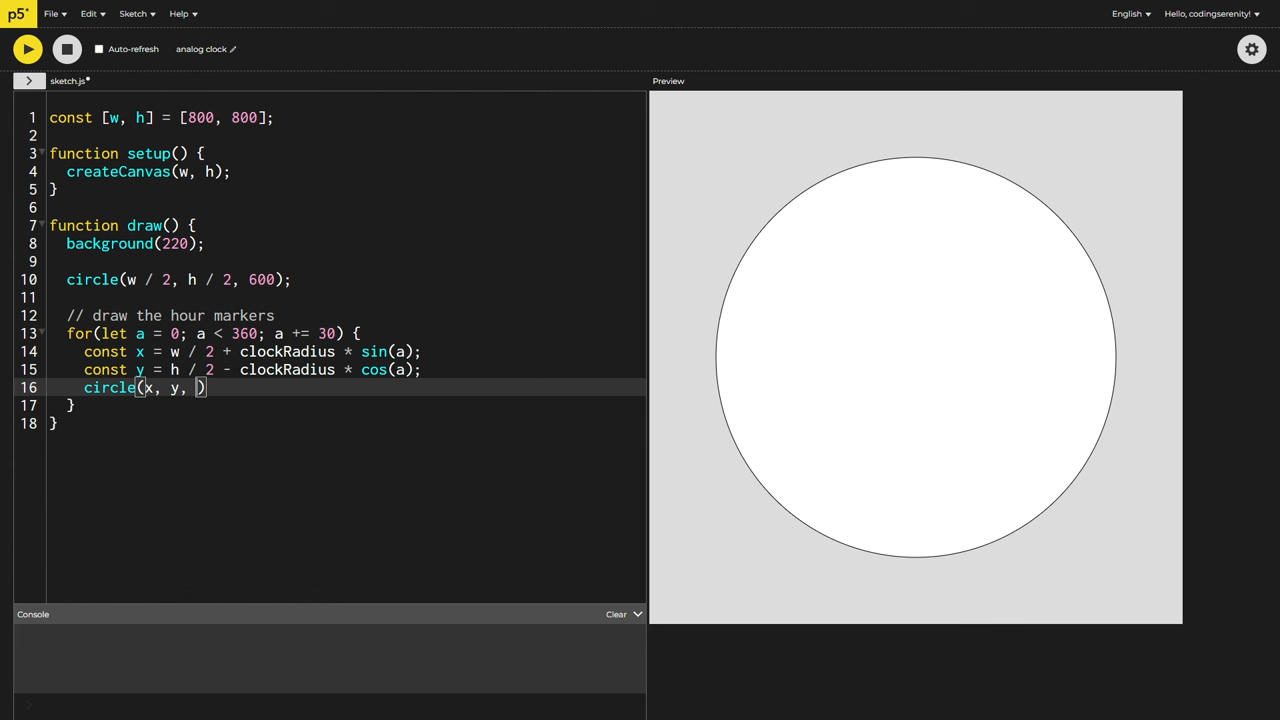 p5* File Edit Sketch Help English Hello, codingserenity!
Auto-refresh analog clock
> sketch.js Preview
1 const [w, h] = [800, 800];
2
3 function setup() {
4 createCanvas(w, h);
5 }
6
7 function draw() {
8 background(220);
9
10 circle(w / 2, h / 2, 600);
11
12 // draw the hour markers
13 for(let a = 0; a < 360; a += 30) {
14 const x = w / 2 + clockRadius * sin(a);
15 const y = h / 2 - clockRadius * cos(a);
16 circle(x, y, )
17 }
18 }
Console Clear
>